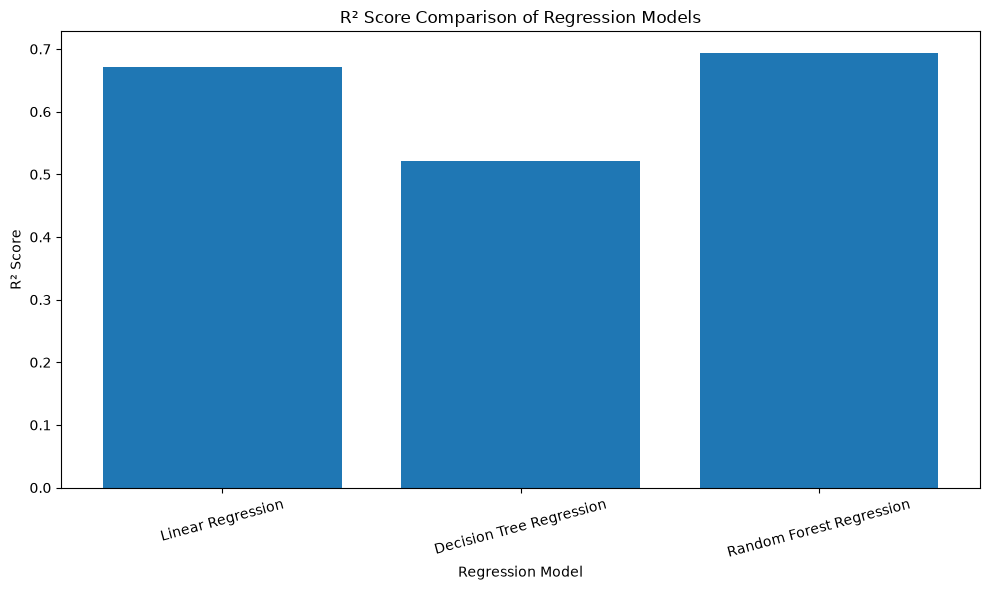 R² Score Comparison of Regression Models
R² Score
0.7
0.6
0.5
0.4
0.3
0.2
0.1
0.0
Linear Regression
Decision Tree Regression
Random Forest Regression
Regression Model